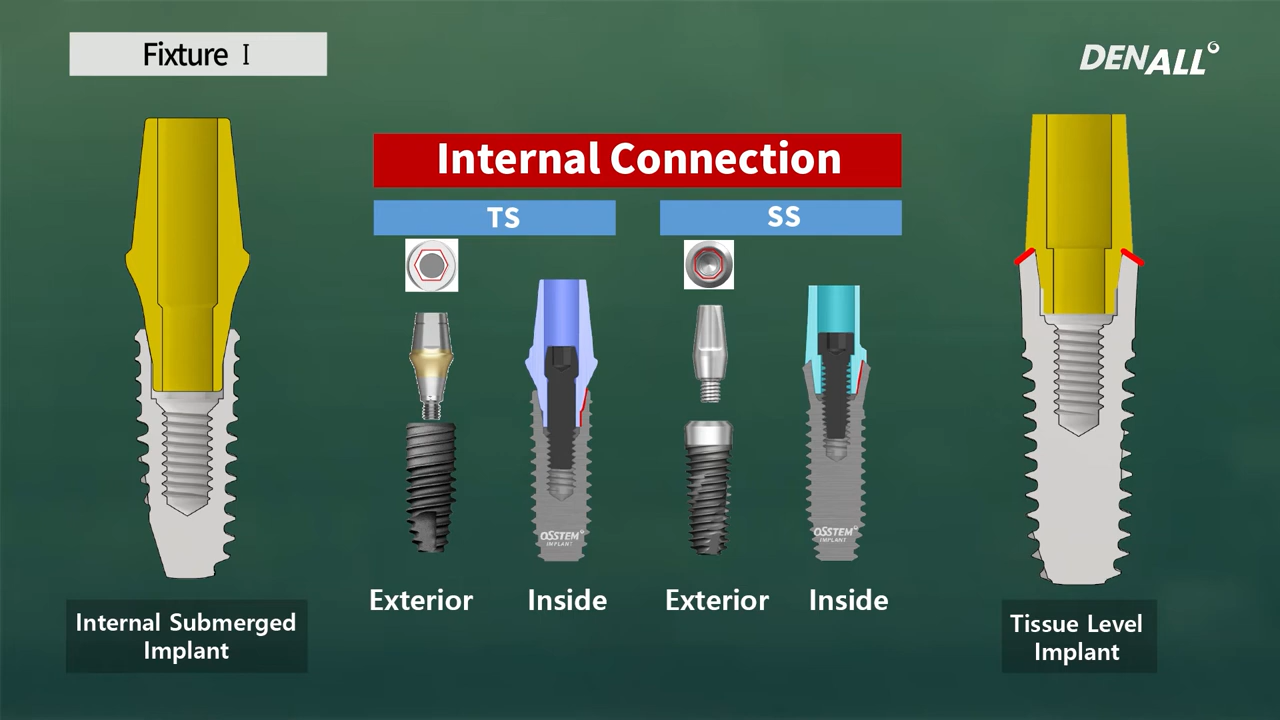 Fixture I
DENALL
Internal Connection
TS
SS
OSSTEM
IMPLANT
OSSTEM
IMPLANT
Exterior
Inside
Exterior
Inside
Internal Submerged
Implant
Tissue Level
Implant